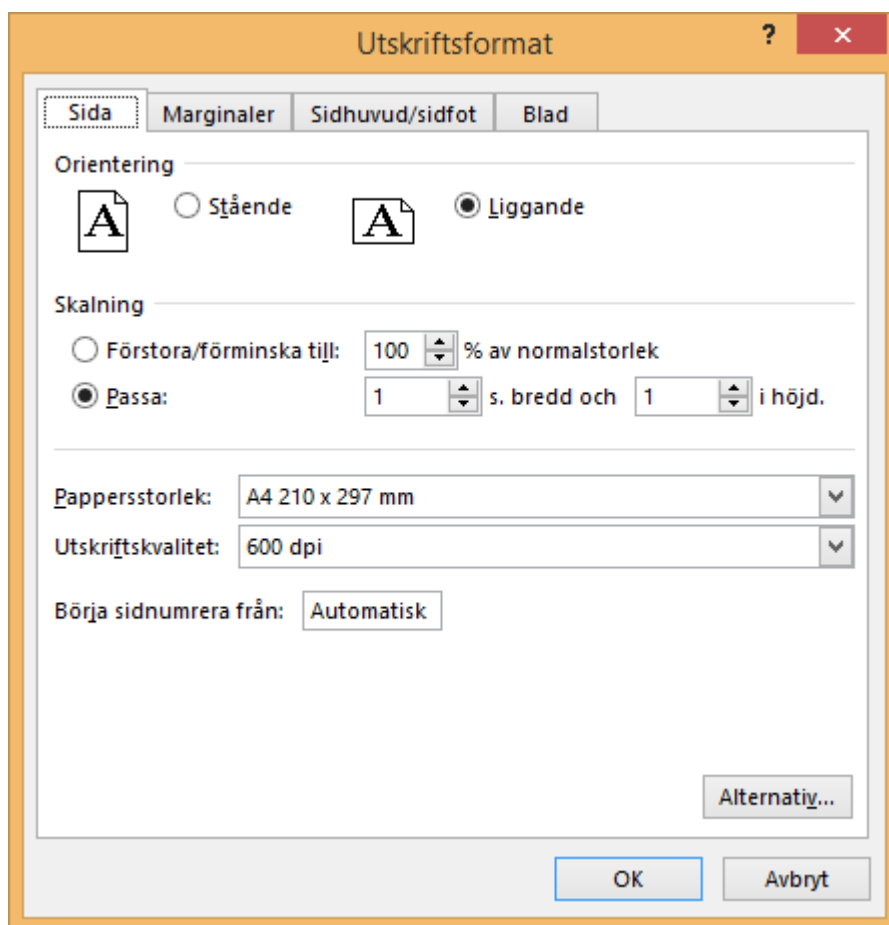 Utskriftsformat ?
Sida Marginaler Sidhuvud/sidfot Blad
Orientering
A Stående A Liggande
Skalning
Förstora/förminska till: 100 % av normalstorlek
Passa: 1 s. bredd och 1 i höjd.
Pappersstorlek: A4 210 x 297 mm
Utskriftskvalitet: 600 dpi
Börja sidnumrera från: Automatisk
Alternativ...
OK Avbryt